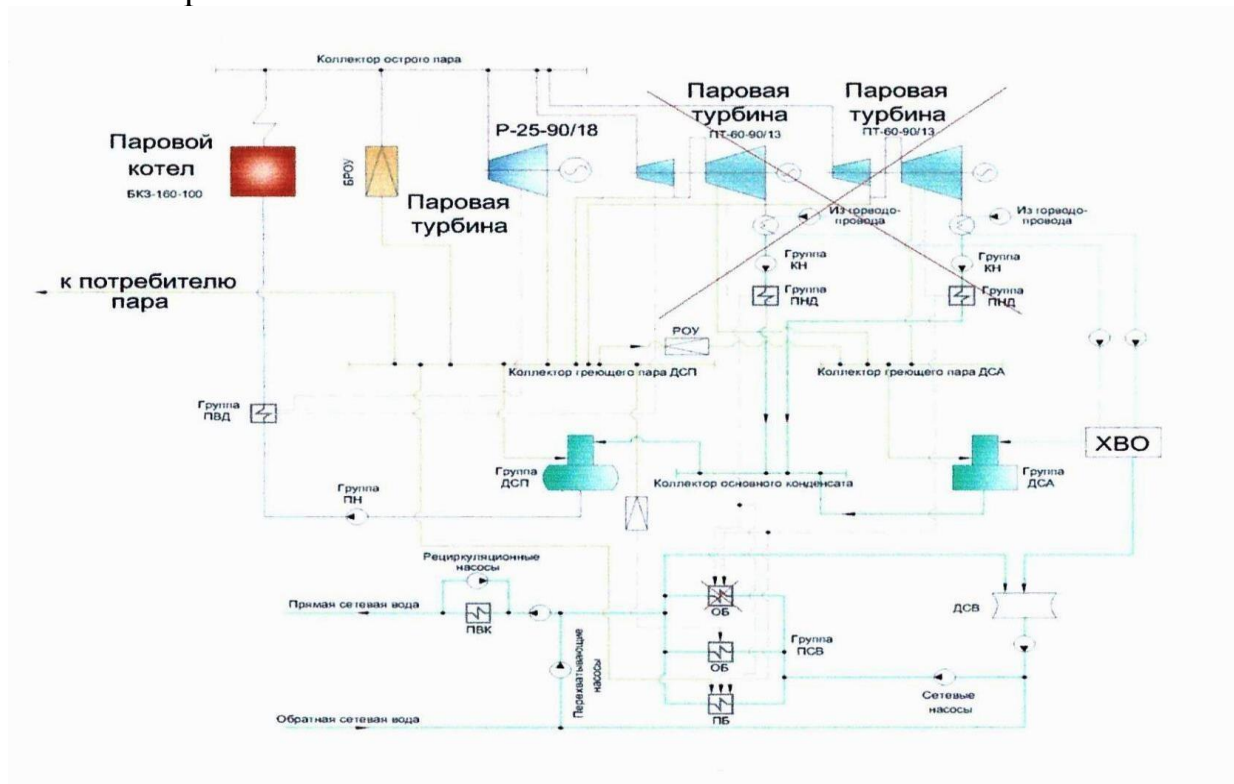 Коллектор острого пара
Паровая
турбина
ПТ-60-90/13
Паровая
турбина
ПТ-60-90/13
Р-25-90/18
Паровой
котел
БКЗ-160-100
БРОУ
Паровая
турбина
Из горводо-
провода
Из горводо-
провода
Группа
КН
Группа
КН
Группа
ПНД
Группа
ПНД
к потребителю
пара
РОУ
Коллектор греющего пара ДСП
Коллектор греющего пара ДСА
Группа
ПВД
ХВО
Группа
ДСП
Коллектор основного конденсата
Группа
ДСА
Группа
ПН
Рециркуляционные
насосы
Прямая сетевая вода
ПВК
Перехватывающие
насосы
ОБ
Группа
ПСВ
ОБ
ДСВ
Сетевые
насосы
ПБ
Обратная сетевая вода